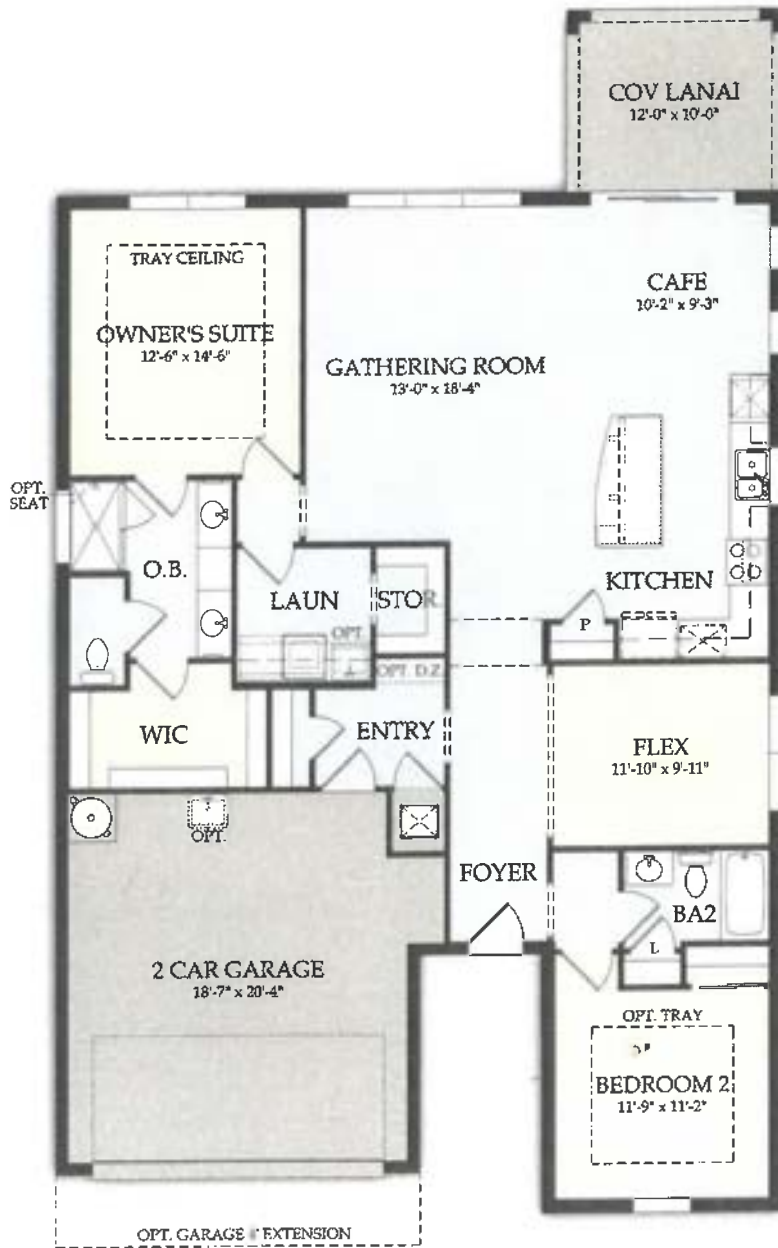 COV LANAI
12'-0" x 10'-0"
TRAY CEILING
OWNER'S SUITE
12'-6" x 14'-6"
CAFE
10'-2" x 9'-3"
GATHERING ROOM
13'-0" x 18'-4"
OPT.
SEAT
O.B.
LAUN
OPT.
STOR.
KITCHEN
P
OPT. D.Z.
WIC
ENTRY
FLEX
11'-10" x 9'-11"
OPT.
FOYER
BA2
L
2 CAR GARAGE
18'-7" x 20'-4"
OPT. TRAY
BEDROOM 2
11'-9" x 11'-2"
OPT. GARAGE EXTENSION